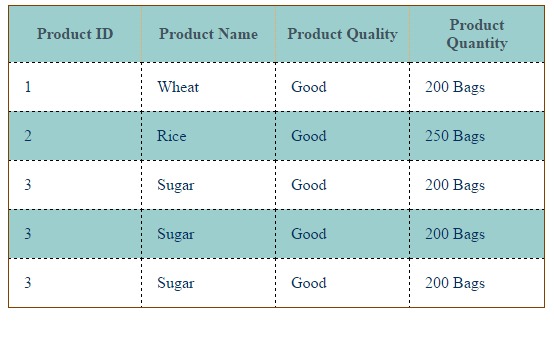 Product ID Product Name Product Quality Product Quantity
1 Wheat Good 200 Bags
2 Rice Good 250 Bags
3 Sugar Good 200 Bags
3 Sugar Good 200 Bags
3 Sugar Good 200 Bags